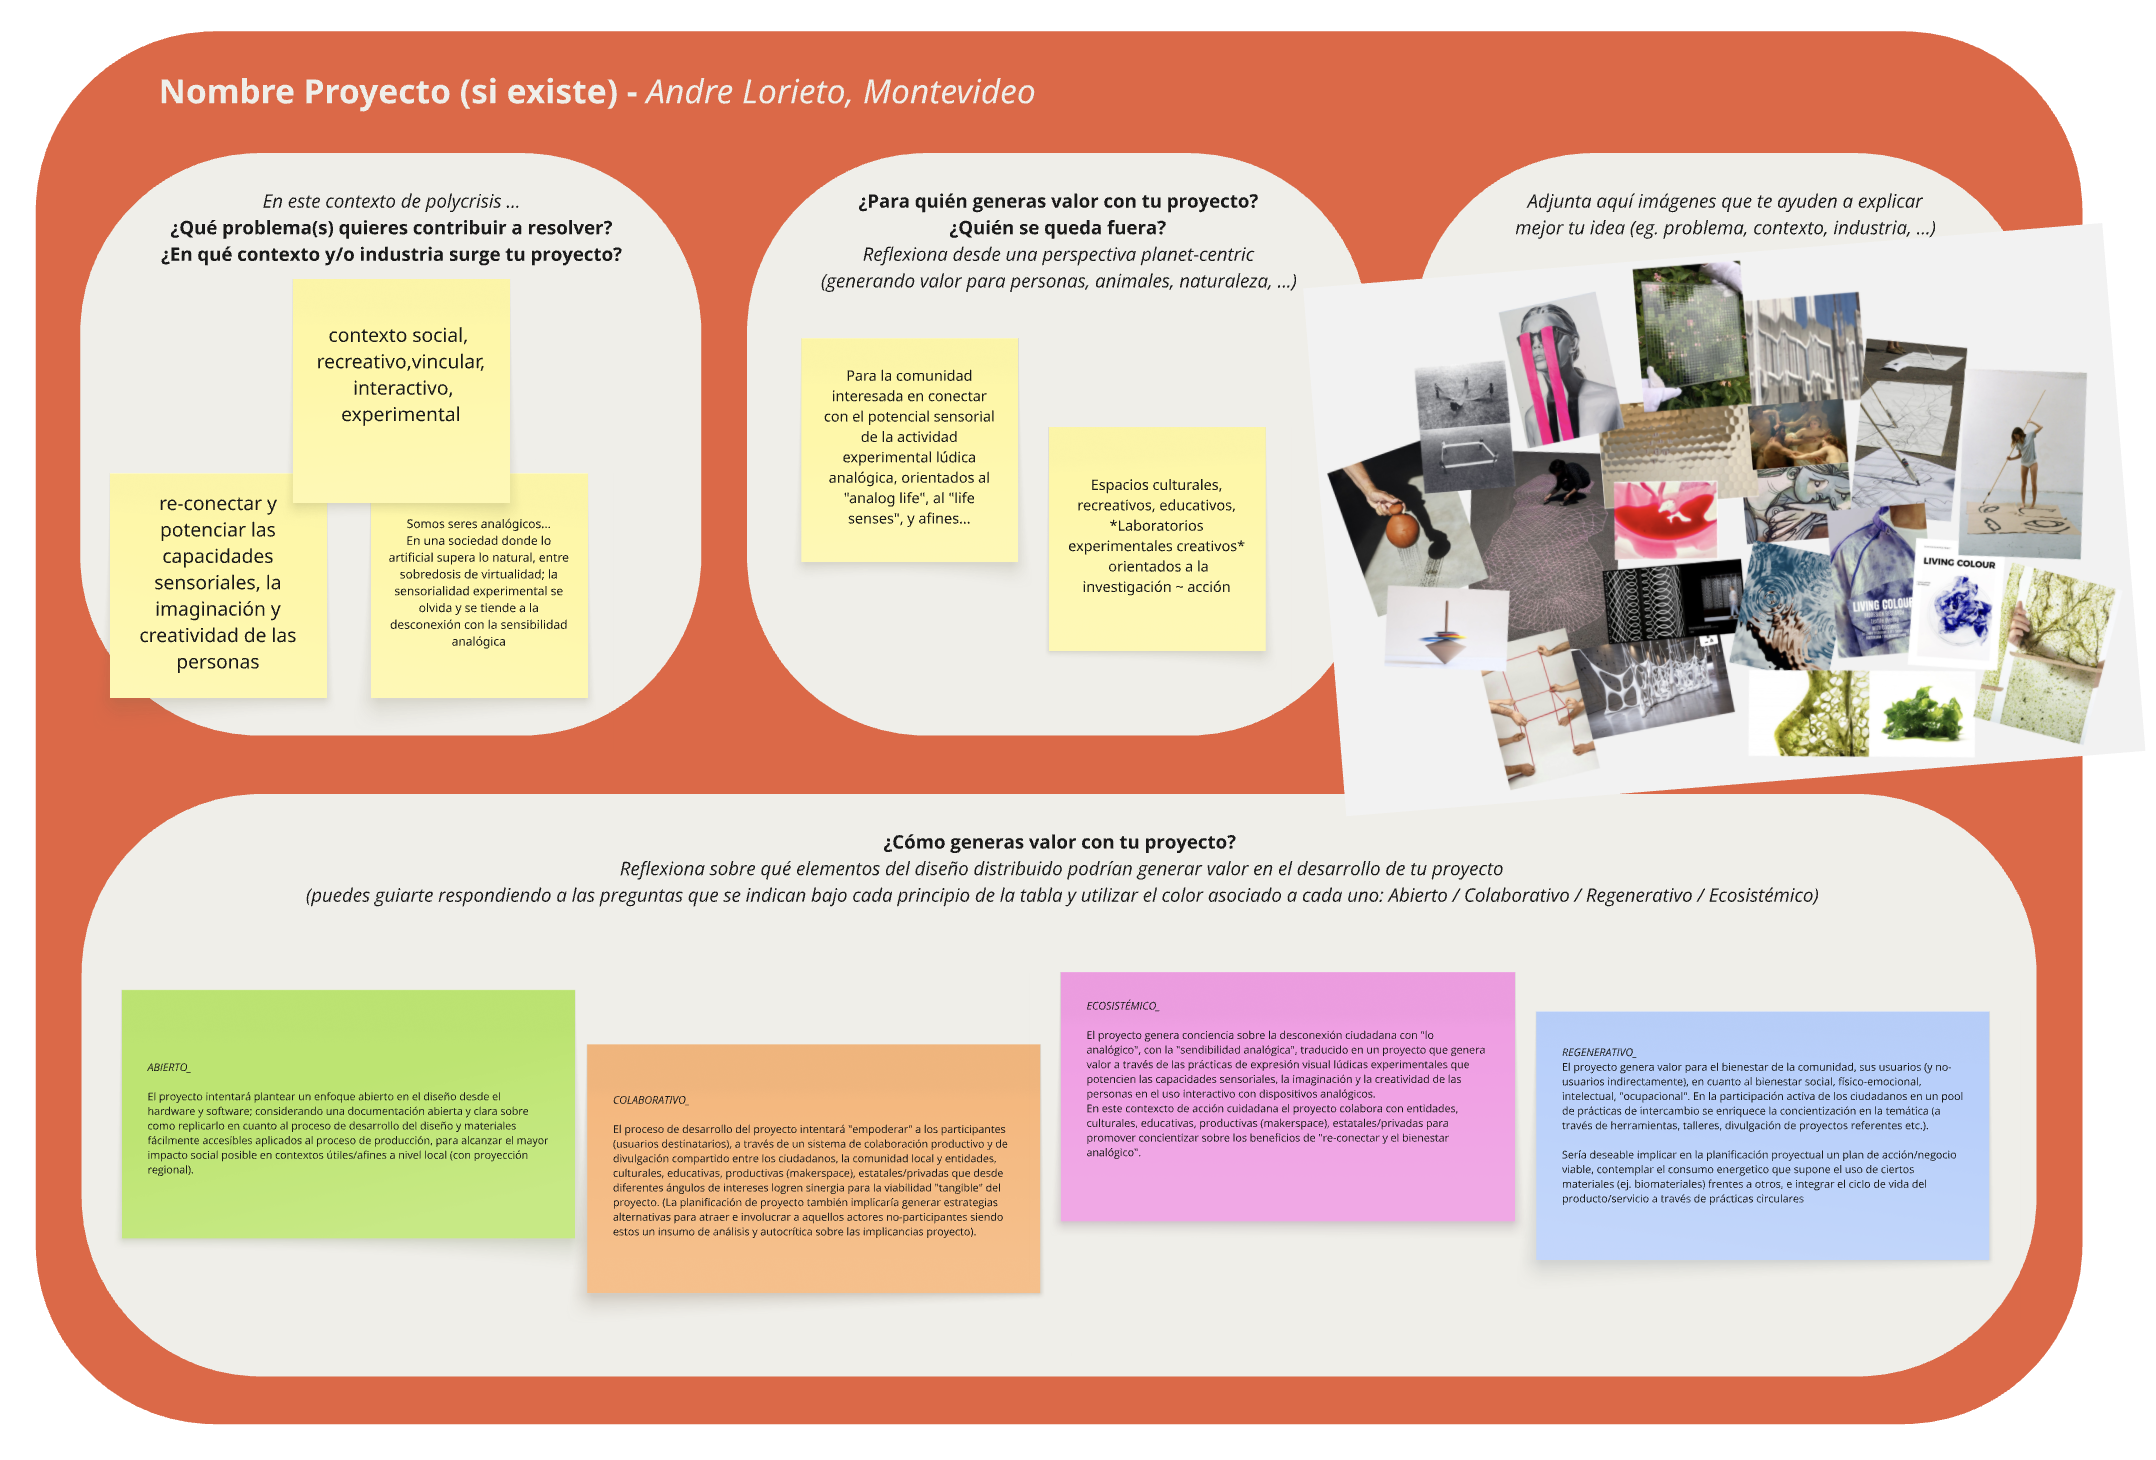 Nombre Proyecto (si existe) - Andre Lorieto, Montevideo
En este contexto de polycrisis ...
¿Qué problema(s) quieres contribuir a resolver?
¿En qué contexto y/o industria surge tu proyecto?
contexto social,
recreativo,vincular,
interactivo,
experimental
re-conectar y
potenciar las
capacidades
sensoriales, la
imaginación y
creatividad de las
personas
Somos seres analógicos...
En una sociedad donde lo
artificial supera lo natural, entre
sobredosis de virtualidad; la
sensorialidad experimental se
olvida y se tiende a la
desconexión con la sensibilidad
analógica
¿Para quién generas valor con tu proyecto?
¿Quién se queda fuera?
Reflexiona desde una perspectiva planet-centric
(generando valor para personas, animales, naturaleza, ...)
Para la comunidad
interesada en conectar
con el potencial sensorial
de la actividad
experimental lúdica
analógica, orientados al
"analog life", al "life
senses", y afines...
Espacios culturales,
recreativos, educativos,
*Laboratorios
experimentales creativos*
orientados a la
investigación ~ acción
Adjunta aquí imágenes que te ayuden a explicar
mejor tu idea (eg. problema, contexto, industria, ...)
LIVING COLOUR
LIVING COLOUR
¿Cómo generas valor con tu proyecto?
Reflexiona sobre qué elementos del diseño distribuido podrían generar valor en el desarrollo de tu proyecto
(puedes guiarte respondiendo a las preguntas que se indican bajo cada principio de la tabla y utilizar el color asociado a cada uno: Abierto / Colaborativo / Regenerativo / Ecosistémico)
ABIERTO_
El proyecto intentará plantear un enfoque abierto en el diseño desde el
hardware y software; considerando una documentación abierta y clara sobre
como replicarlo en cuanto al proceso de desarrollo del diseño y materiales
fácilmente accesibles aplicados al proceso de producción, para alcanzar el mayor
impacto social posible en contextos útiles/afines a nivel local (con proyección
regional).
COLABORATIVO_
El proceso de desarrollo del proyecto intentará "empoderar" a los participantes
(usuarios destinatarios), a través de un sistema de colaboración productivo y de
divulgación compartido entre los ciudadanos, la comunidad local y entidades,
culturales, educativas, productivas (makerspace), estatales/privadas que desde
diferentes ángulos de intereses logren sinergia para la viabilidad "tangible" del
proyecto. (La planificación de proyecto también implicaría generar estrategias
alternativas para atraer e involucrar a aquellos actores no-participantes siendo
estos un insumo de análisis y autocrítica sobre las implicancias proyecto).
ECOSISTÉMICO_
El proyecto genera conciencia sobre la desconexión ciudadana con "lo
analógico", con la "sendibilidad analógica", traducido en un proyecto que genera
valor a través de las prácticas de expresión visual lúdicas experimentales que
potencien las capacidades sensoriales, la imaginación y la creatividad de las
personas en el uso interactivo con dispositivos analógicos.
En este contexcto de acción cuidadana el proyecto colabora con entidades,
culturales, educativas, productivas (makerspace), estatales/privadas para
promover concientizar sobre los beneficios de "re-conectar y el bienestar
analógico".
REGENERATIVO_
El proyecto genera valor para el bienestar de la comunidad, sus usuarios (y no-
usuarios indirectamente), en cuanto al bienestar social, físico-emocional,
intelectual, "ocupacional". En la participación activa de los ciudadanos en un pool
de prácticas de intercambio se enriquece la concientización en la temática (a
través de herramientas, talleres, divulgación de proyectos referentes etc.).
Sería deseable implicar en la planificación proyectual un plan de acción/negocio
viable, contemplar el consumo energetico que supone el uso de ciertos
materiales (ej. biomateriales) frentes a otros, e integrar el ciclo de vida del
producto/servicio a través de prácticas circulares